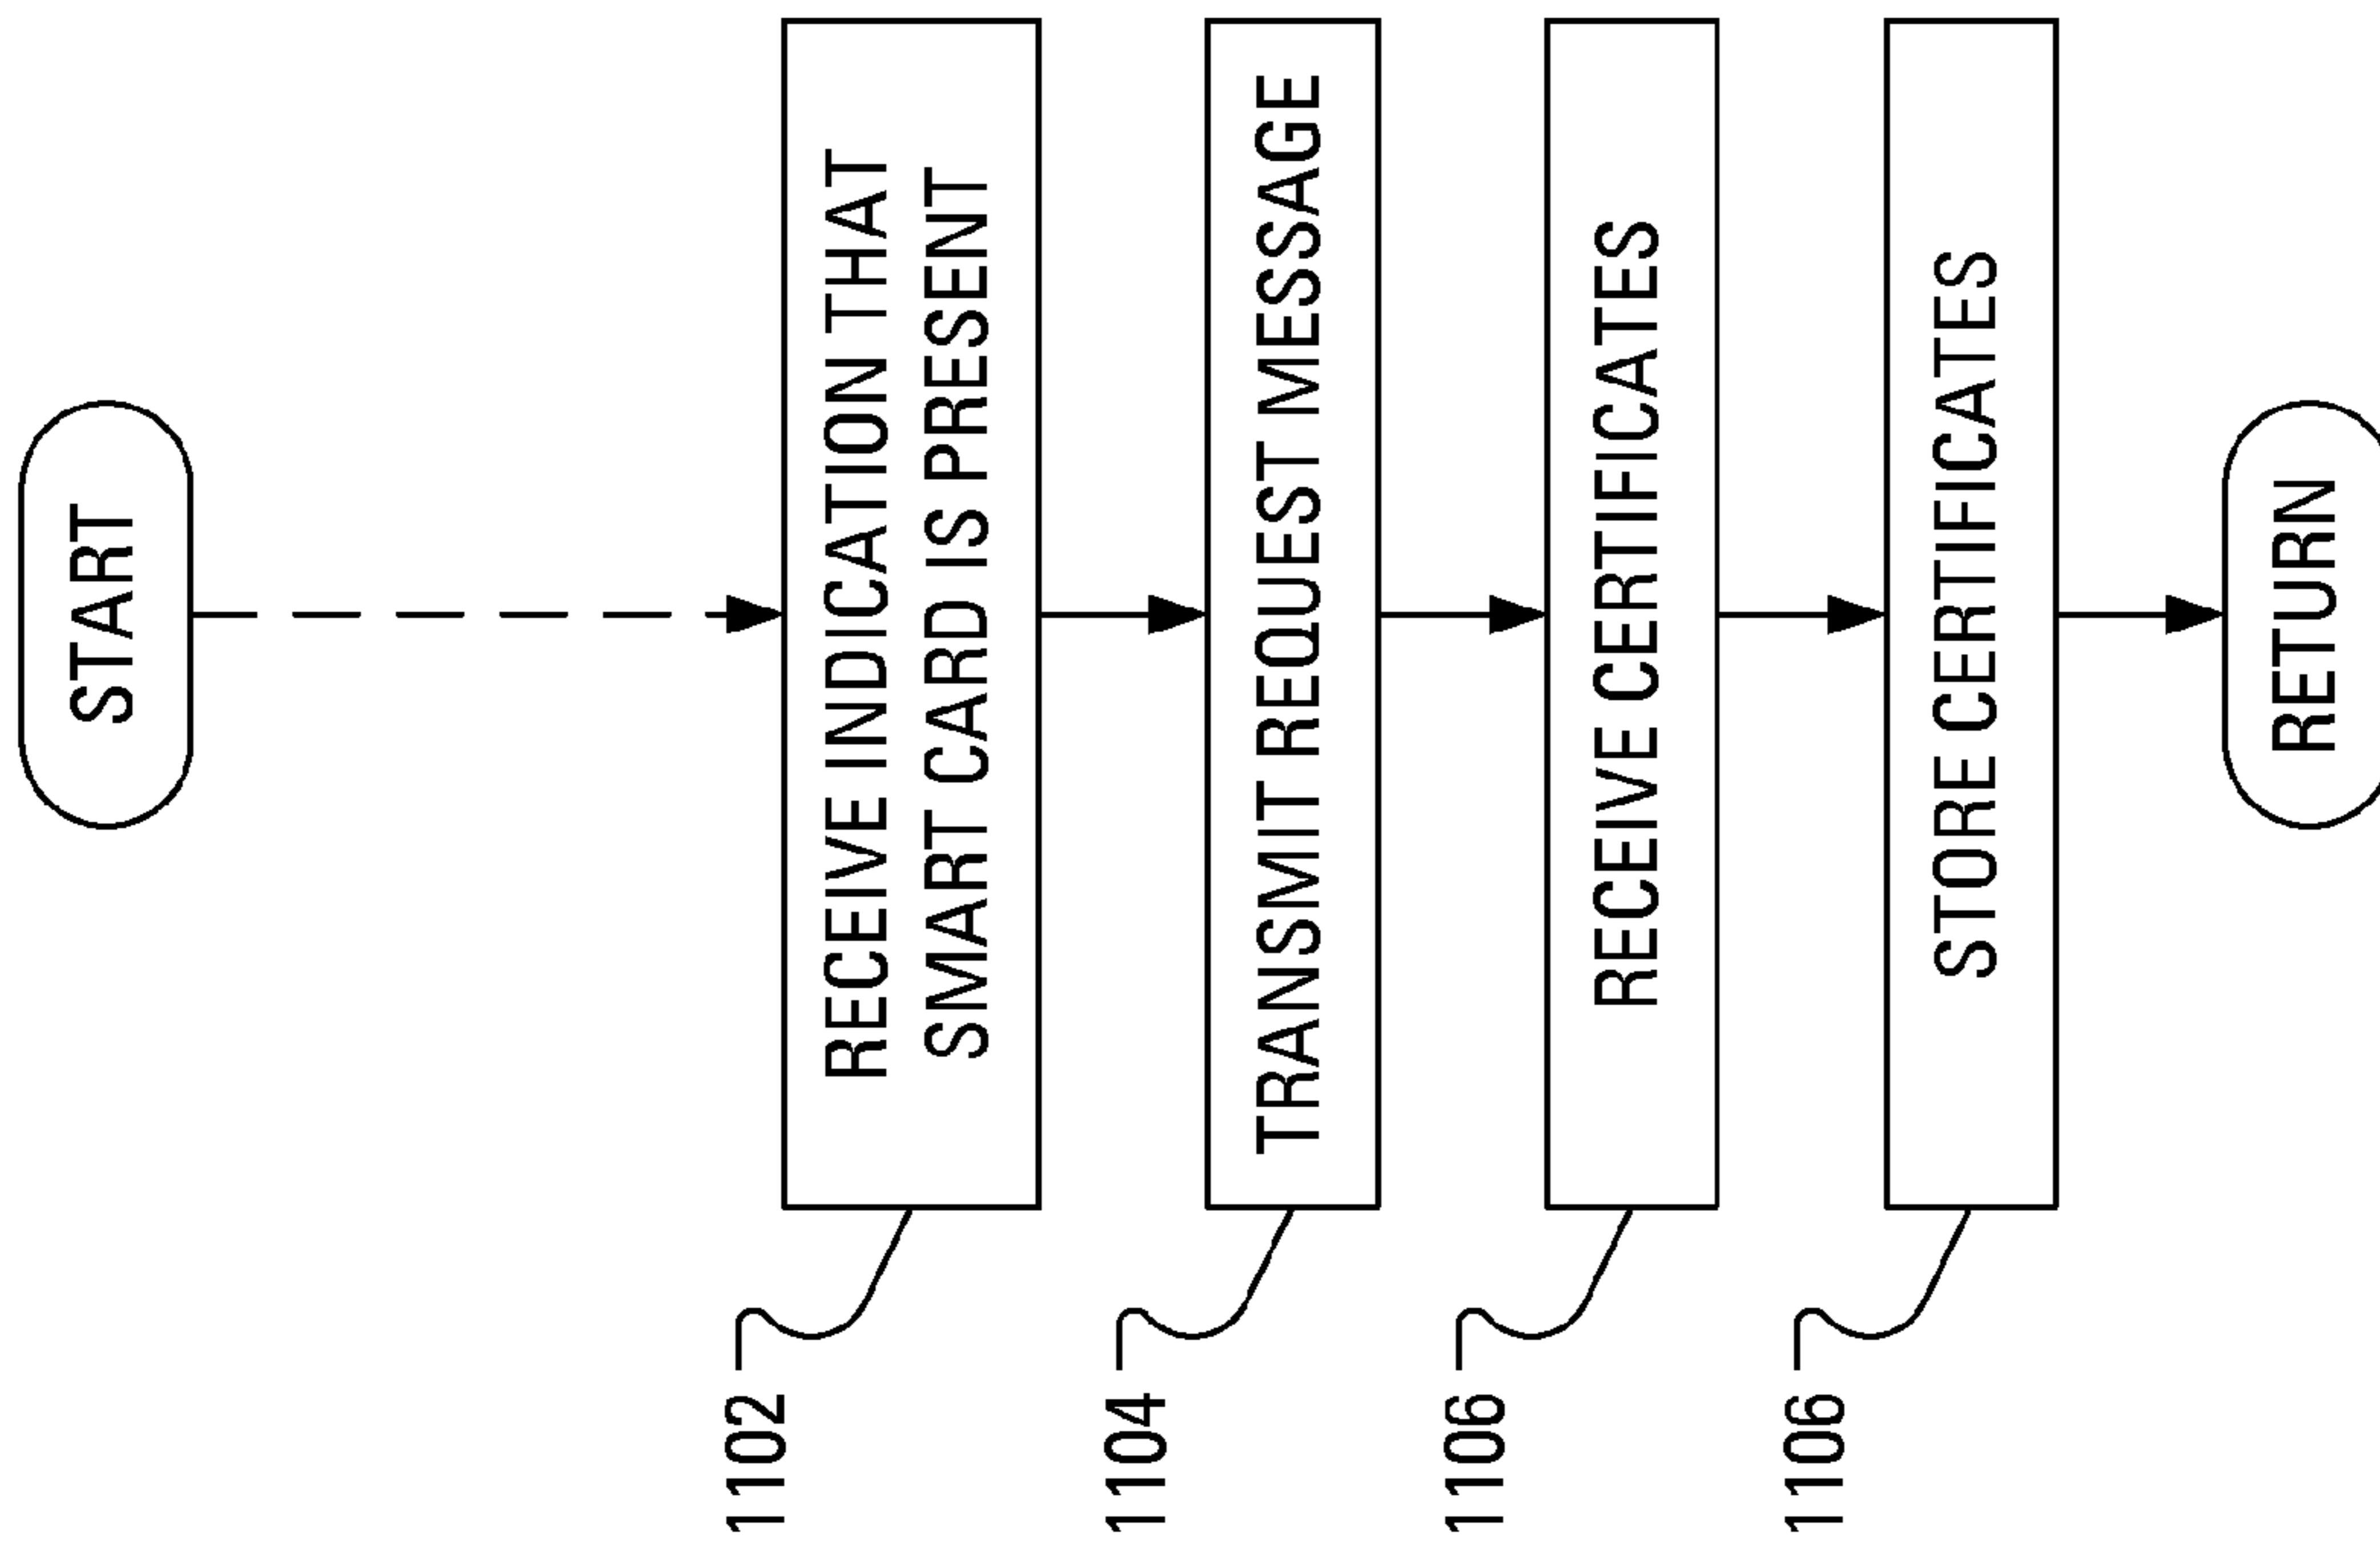 START
RECEIVE INDICATION THAT
SMART CARD IS PRESENT
1102
TRANSMIT REQUEST MESSAGE
1104
RECEIVE CERTIFICATES
1106
STORE CERTIFICATES
1106
RETURN